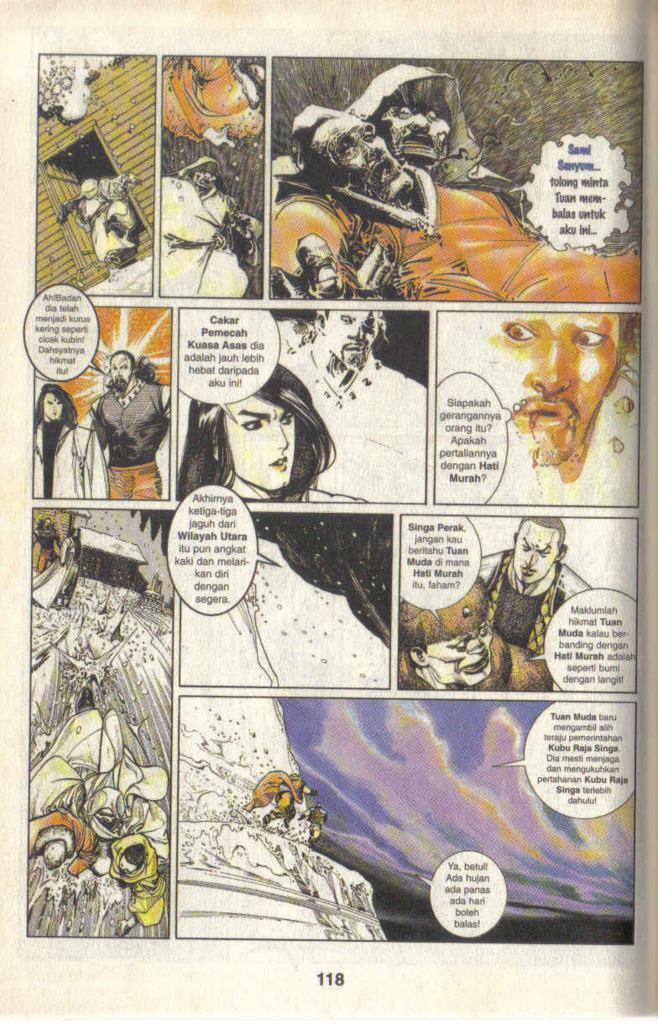 Sami
Senyum...
tolong minta
Tuan mem-
balas untuk
aku ini...
Ah!Badan
dia telah
menjadi kurus
kering seperti
cicak kubin!
Dahsyatnya
hikmat
itu!
Cakar
Pemecah
Kuasa Asas dia
adalah jauh lebih
hebat daripada
aku ini!
Siapakah
gerangannya
orang itu?
Apakah
pertaliannya
dengan Hati
Murah?
Akhirnya
ketiga-tiga
jaguh dari
Wilayah Utara
itu pun angkat
kaki dan melari-
kan diri
dengan
segera.
Singa Perak,
jangan kau
beritahu Tuan
Muda di mana
Hati Murah
itu, faham?
Maklumlah
hikmat Tuan
Muda kalau ber-
banding dengan
Hati Murah adalah
seperti bumi
dengan langit!
Tuan Muda baru
mengambil alih
teraju pemerintahan
Kubu Raja Singa.
Dia mesti menjaga
dan mengukuhkan
pertahanan Kubu Raja
Singa terlebih
dahulu!
Ya, betul!
Ada hujan
ada panas
ada hari
boleh
balas!
118